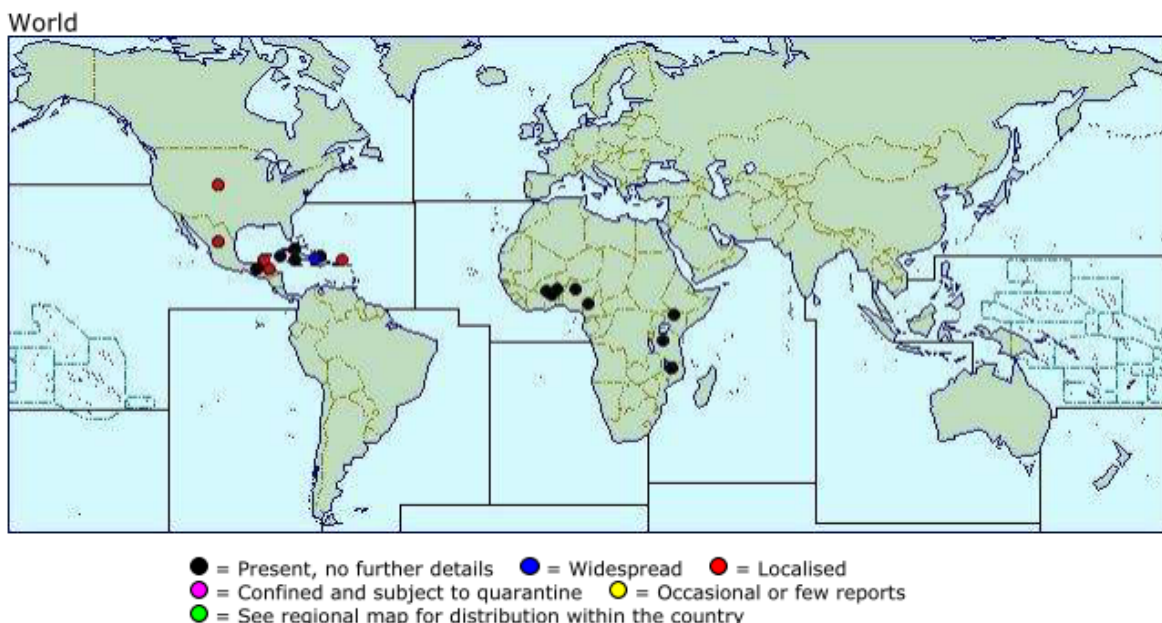 World
= Present, no further details = Widespread = Localised
= Confined and subject to quarantine = Occasional or few reports
= See regional map for distribution within the country